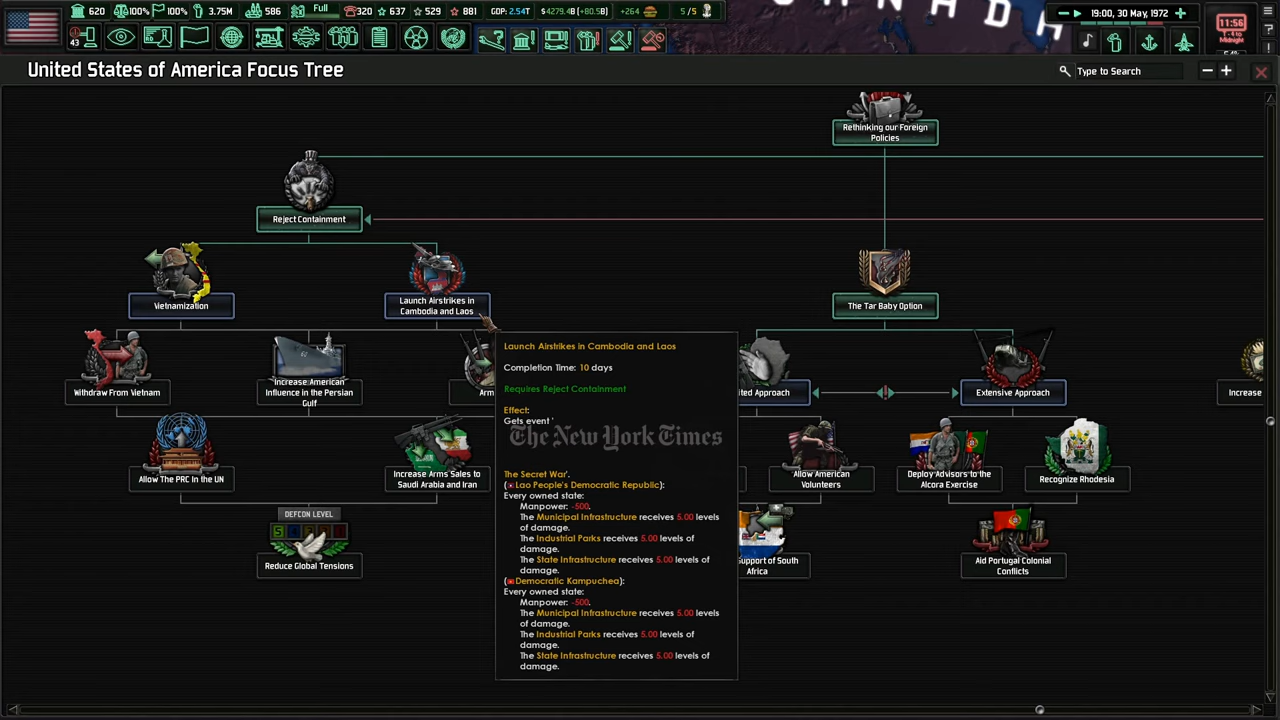 620
100%
100%
3.75M
586
Full
320
637
529
881
GDP: 2.54T
$4279.4B (+80.5B)
+264
5/5
19:00, 30 May, 1972
11:56
43
CANADA
United States of America Focus Tree
Type to Search
Rethinking our Foreign
Policies
Reject Containment
Vietnamization
Launch Airstrikes in
Cambodia and Laos
The Tar Baby Option
Withdraw From Vietnam
Increase American
Influence in the Persian
Gulf
Arm
Extensive Approach
Increase
Allow The PRC In the UN
Increase Arms Sales to
Saudi Arabia and Iran
Allow American
Volunteers
Deploy Advisors to the
Alcora Exercise
Recognize Rhodesia
DEFCON LEVEL
Reduce Global Tensions
Support of South
Africa
Aid Portugal Colonial
Conflicts
Launch Airstrikes in Cambodia and Laos
Completion Time: 10 days
Requires Reject Containment
Effect:
Gets event '
The New York Times
The Secret War'.
(Lao People's Democratic Republic):
Every owned state:
Manpower: -500.
The Municipal Infrastructure receives 5.00 levels
of damage.
The Industrial Parks receives 5.00 levels of
damage.
The State Infrastructure receives 5.00 levels of
damage.
(Democratic Kampuchea):
Every owned state:
Manpower: -500.
The Municipal Infrastructure receives 5.00 levels
of damage.
The Industrial Parks receives 5.00 levels of
damage.
The State Infrastructure receives 5.00 levels of
damage.